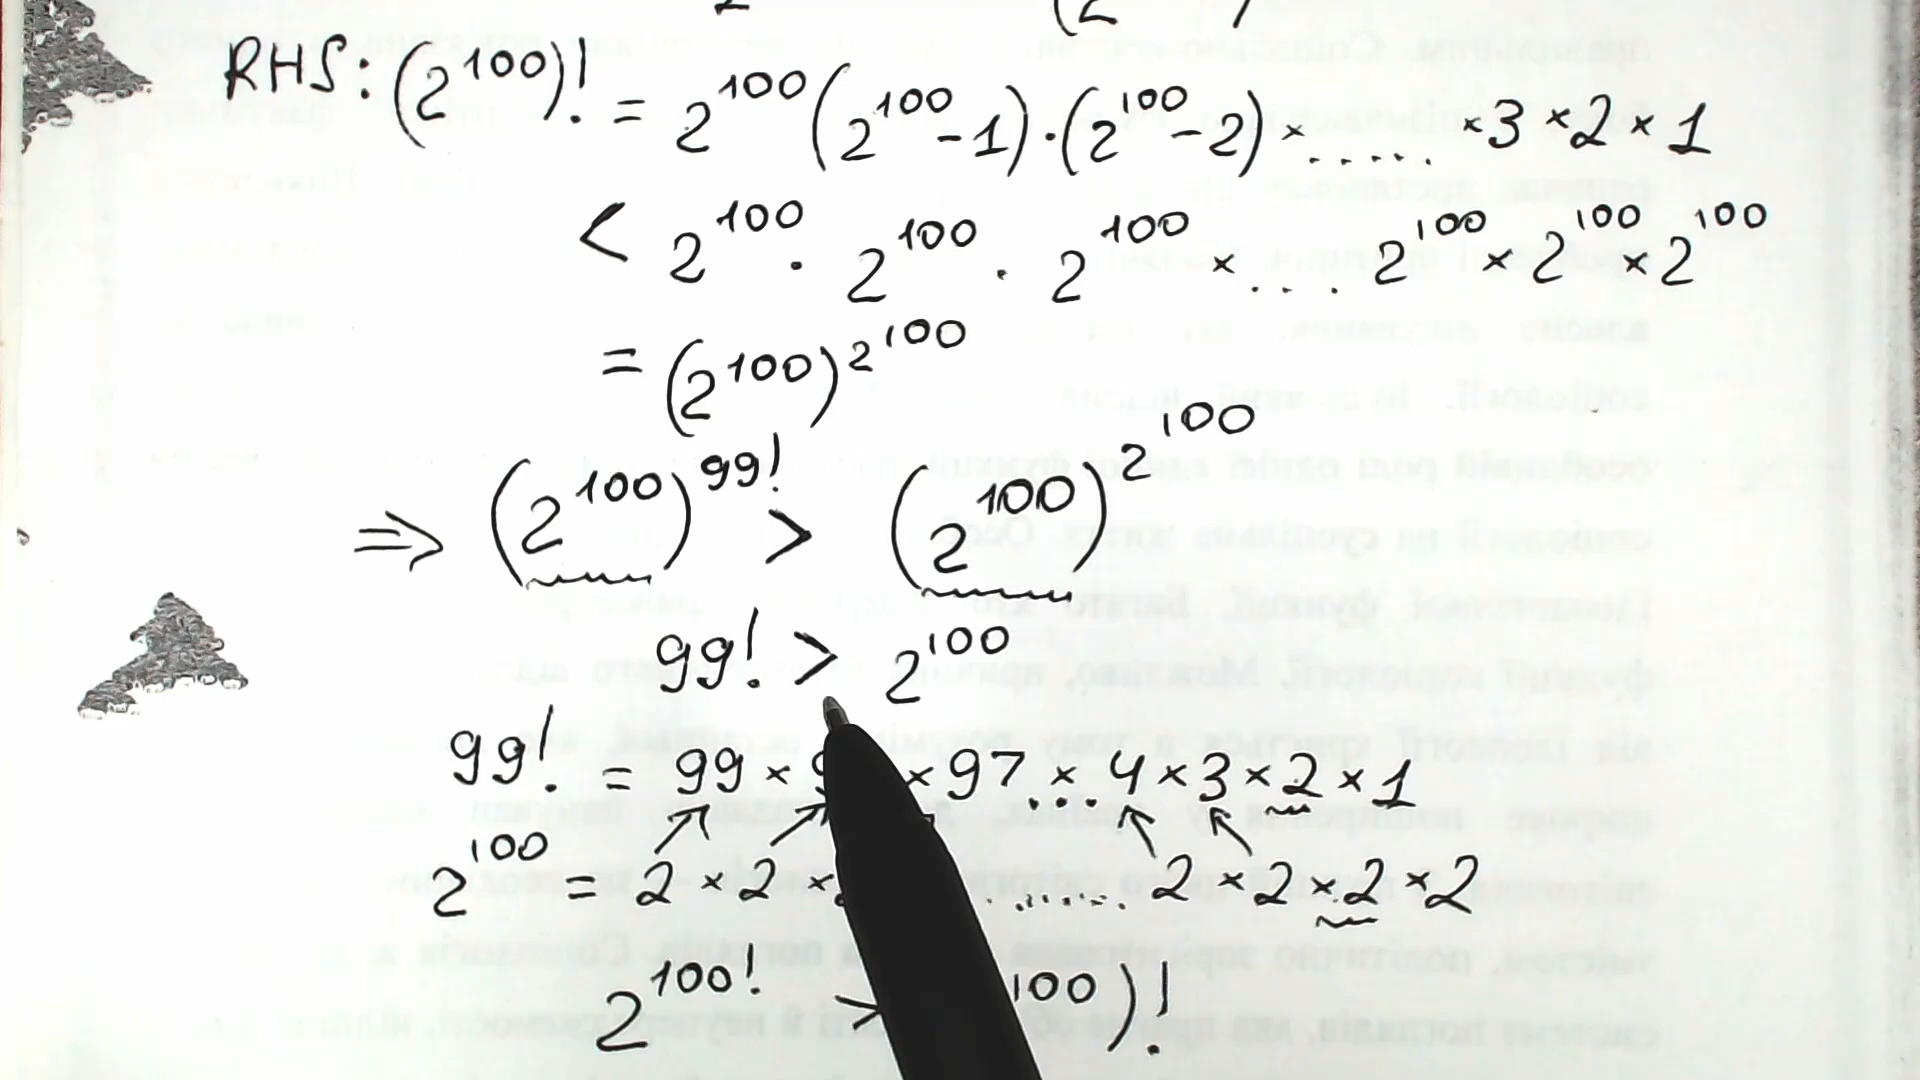 RHS: (2^100)! = 2^100 (2^100 - 1) · (2^100 - 2) × ..... × 3 × 2 × 1
< 2^100 · 2^100 · 2^100 × .... 2^100 × 2^100 × 2^100
= (2^100)^2^100
⇒ (2^100)^99! > (2^100)^2^100
99! > 2^100
99! = 99 × 9 × 97 × ... 4 × 3 × 2 × 1
2^100 = 2 × 2 × ....... 2 × 2 × 2 × 2
2^100! > 100)!